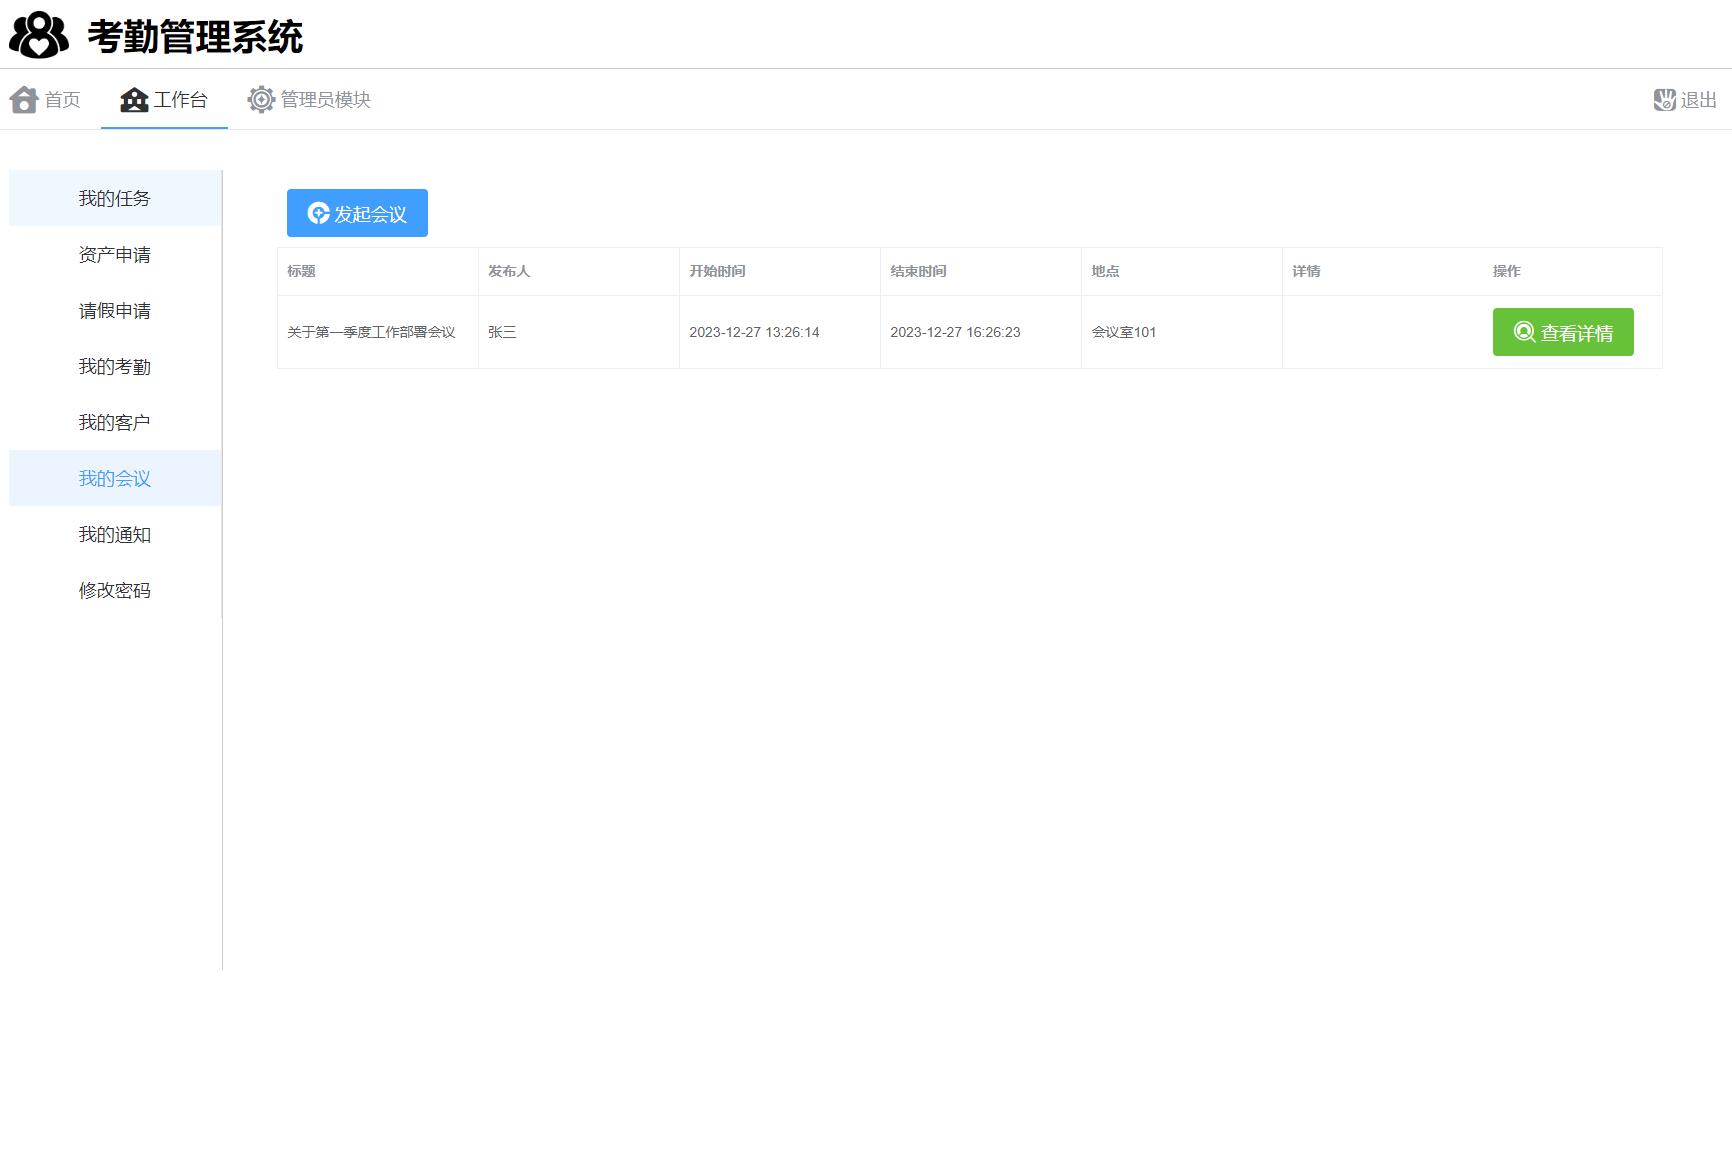 考勤管理系统
首页 工作台 管理员模块 退出
我的任务
资产申请
请假申请
我的考勤
我的客户
我的会议
我的通知
修改密码
发起会议
标题 发布人 开始时间 结束时间 地点 详情 操作
关于第一季度工作部署会议 张三 2023-12-27 13:26:14 2023-12-27 16:26:23 会议室101 查看详情